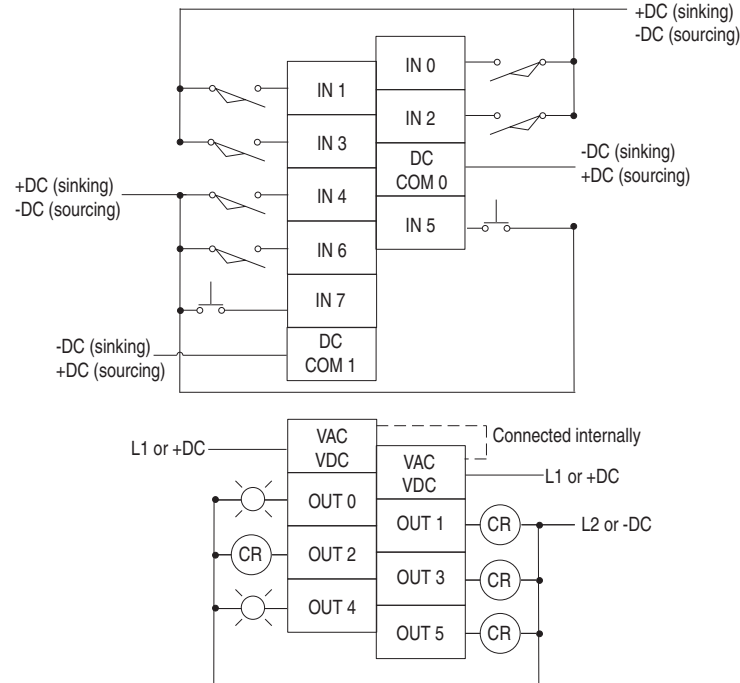 +DC (sinking)
-DC (sourcing)
IN 0
IN 1
IN 2
IN 3
DC
COM 0
-DC (sinking)
+DC (sourcing)
+DC (sinking)
-DC (sourcing)
IN 4
IN 5
IN 6
IN 7
-DC (sinking)
+DC (sourcing)
DC
COM 1
L1 or +DC
VAC
VDC
Connected internally
VAC
VDC
L1 or +DC
OUT 0
OUT 1
CR
L2 or -DC
CR
OUT 2
OUT 3
CR
OUT 4
OUT 5
CR